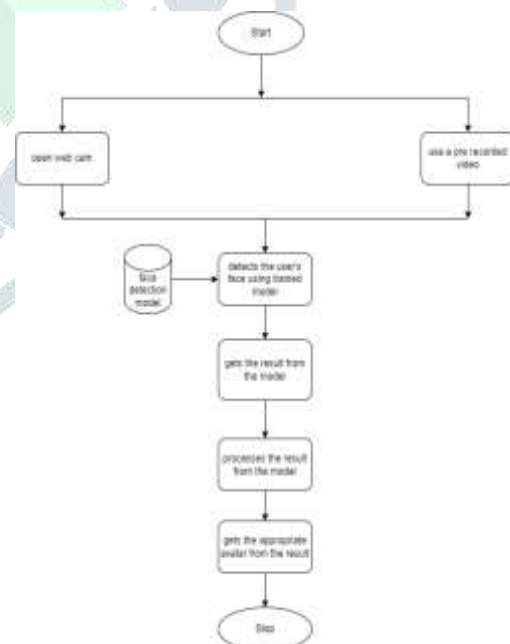 Start
open web cam
use a pre recorded
video
face
detection
model
detects the user's
face using trained
model
gets the result from
the model
processes the result
from the model
gets the appropriate
avatar from the result
Stop